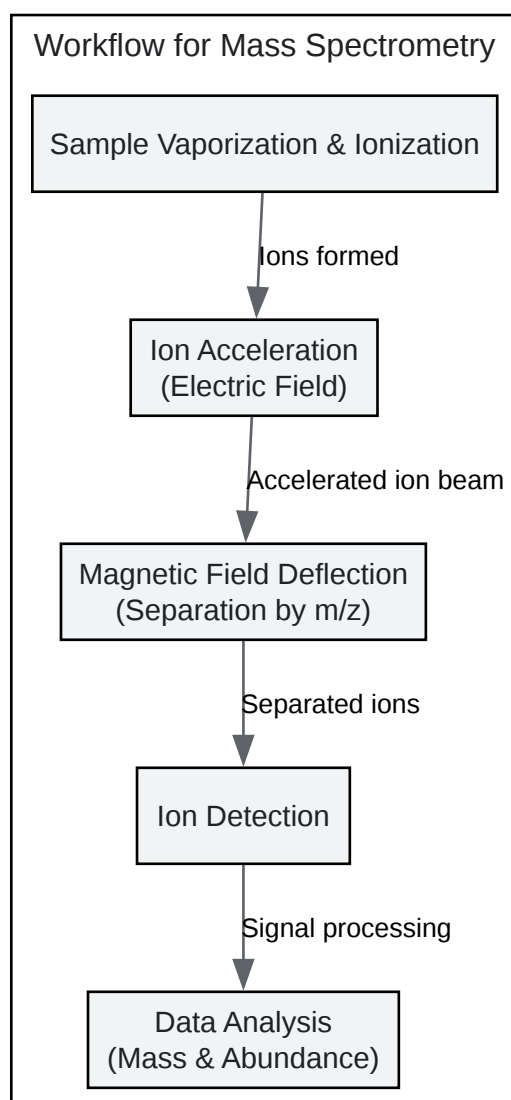 Workflow for Mass Spectrometry
Sample Vaporization & Ionization
Ions formed
Ion Acceleration
(Electric Field)
Accelerated ion beam
Magnetic Field Deflection
(Separation by m/z)
Separated ions
Ion Detection
Signal processing
Data Analysis
(Mass & Abundance)